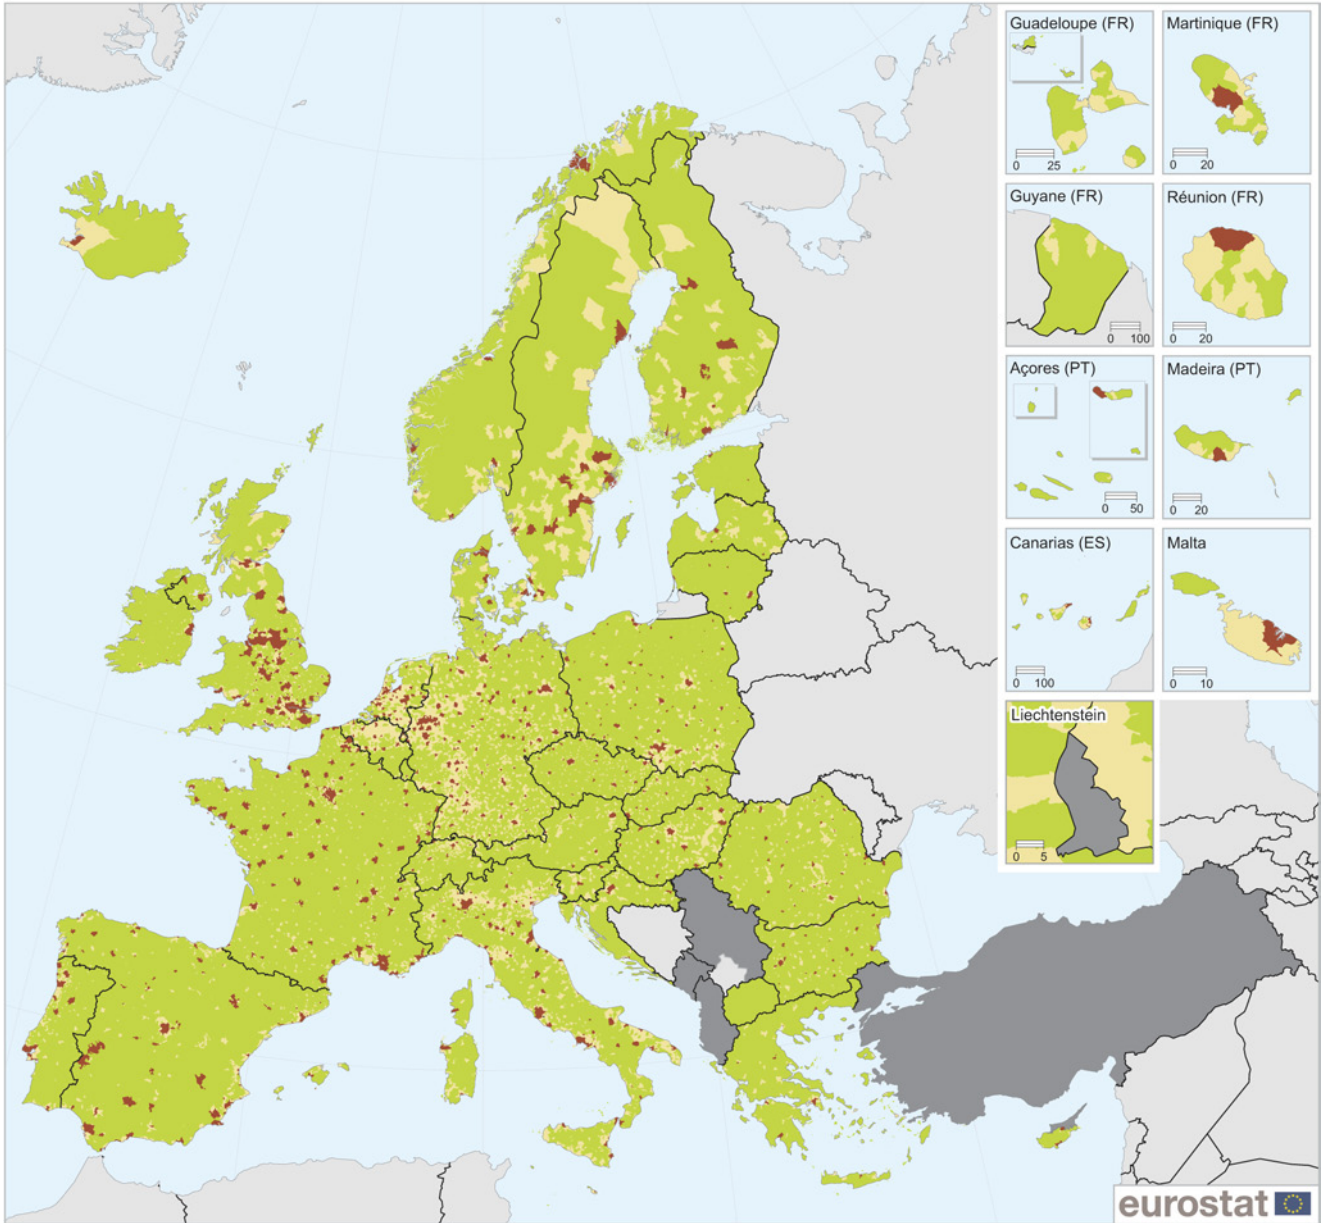 Guadeloupe (FR)
0 25
Martinique (FR)
0 20
Guyane (FR)
0 100
Réunion (FR)
0 20
Açores (PT)
0 50
Madeira (PT)
0 20
Canarias (ES)
0 100
Malta
0 10
Liechtenstein
0 5
eurostat